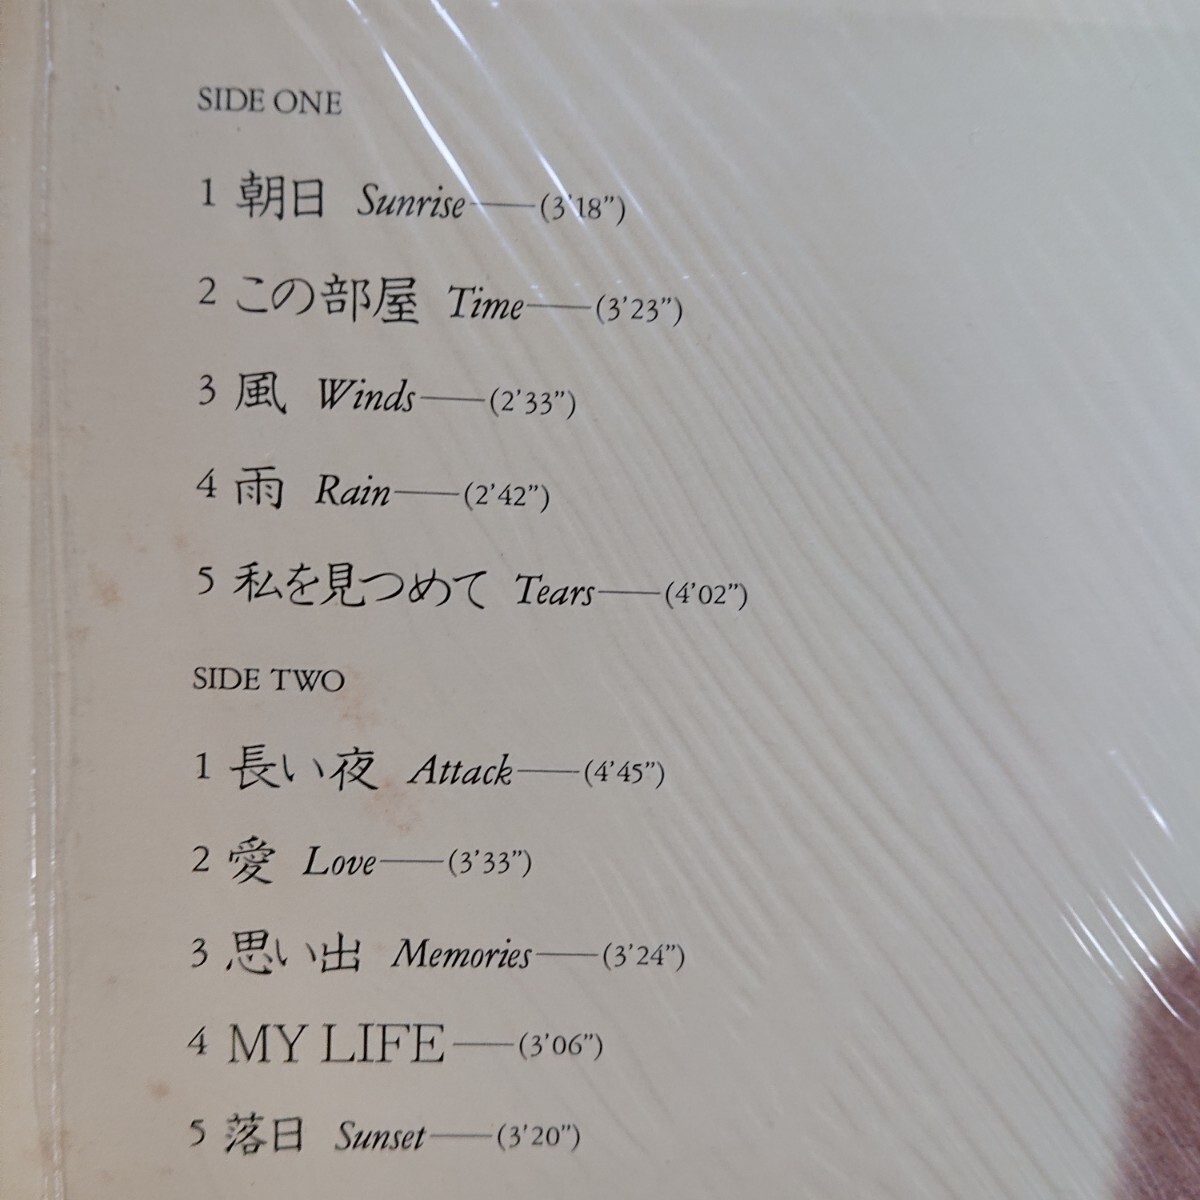 SIDE ONE
1 朝日 Sunrise——(3'18”)
2 この部屋 Time——(3'23”)
3 風 Winds——(2'33”)
4 雨 Rain——(2'42”)
5 私を見つめて Tears——(4'02”)
SIDE TWO
1 長い夜 Attack——(4'45”)
2 愛 Love——(3'33”)
3 思い出 Memories——(3'24”)
4 MY LIFE——(3'06”)
5 落日 Sunset——(3'20”)